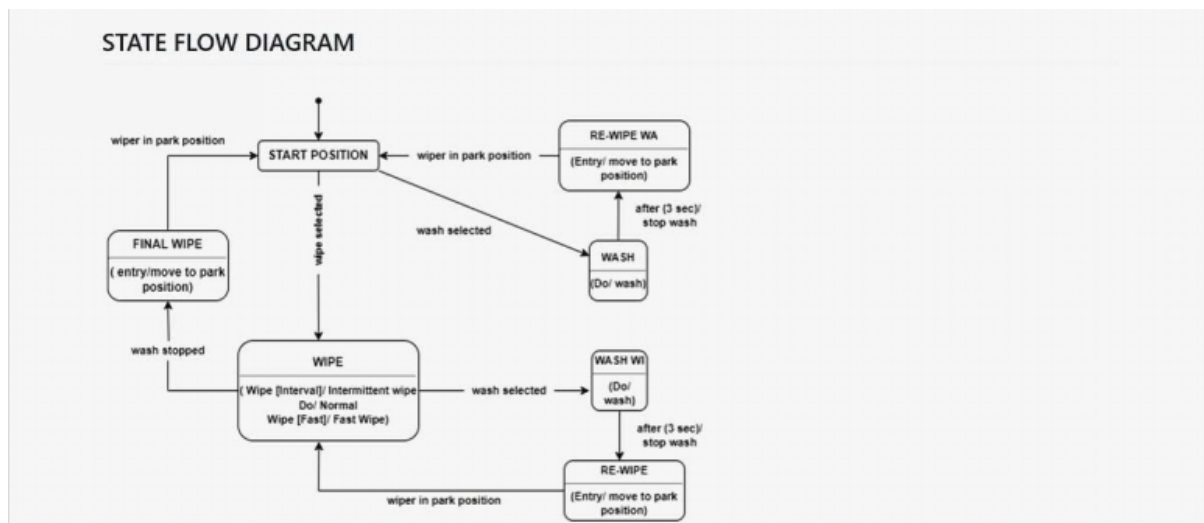 STATE FLOW DIAGRAM
wiper in park position
START POSITION
wiper in park position
RE-WIPE WA
(Entry/ move to park
position)
wipe selected
wash selected
after (3 sec)/
stop wash
FINAL WIPE
( entry/move to park
position)
WASH
(Do/ wash)
wash stopped
WIPE
( Wipe [Interval]/ Intermittent wipe
Do/ Normal
Wipe [Fast]/ Fast Wipe)
wash selected
WASH WI
(Do/
wash)
after (3 sec)/
stop wash
RE-WIPE
(Entry/ move to park
position)
wiper in park position